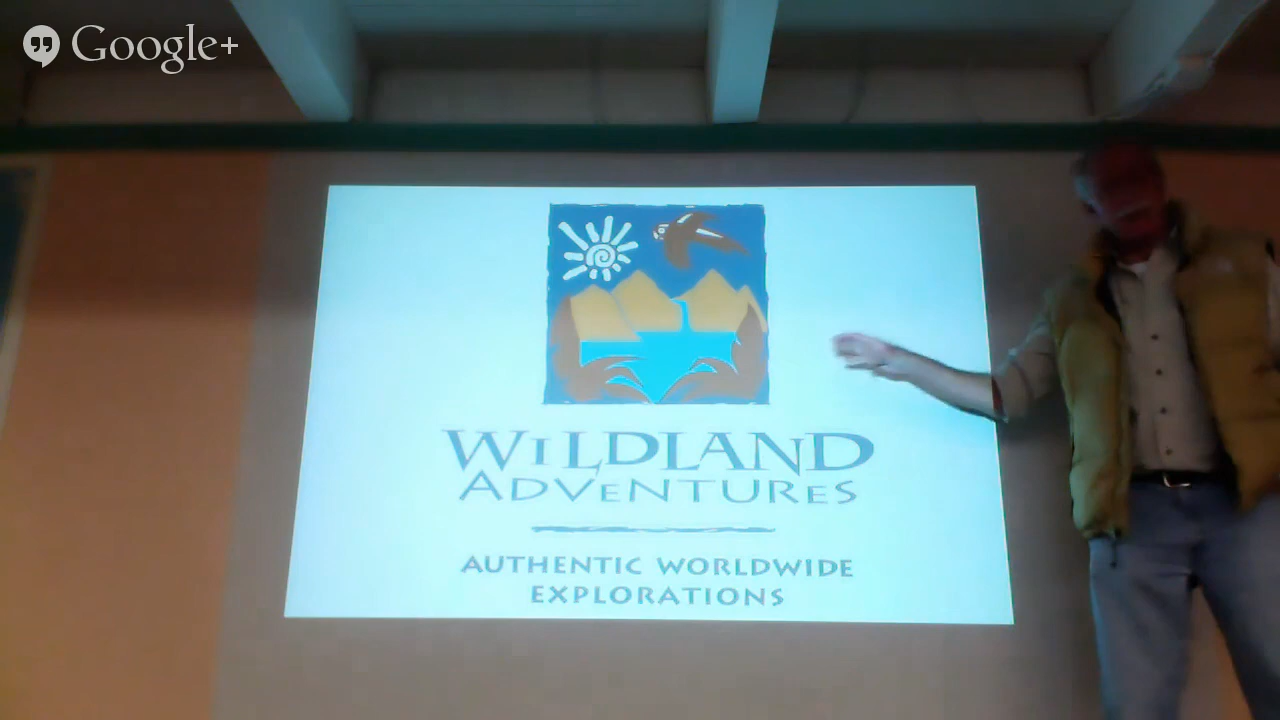 Google+
WILDLAND
ADVENTURES
AUTHENTIC WORLDWIDE
EXPLORATIONS